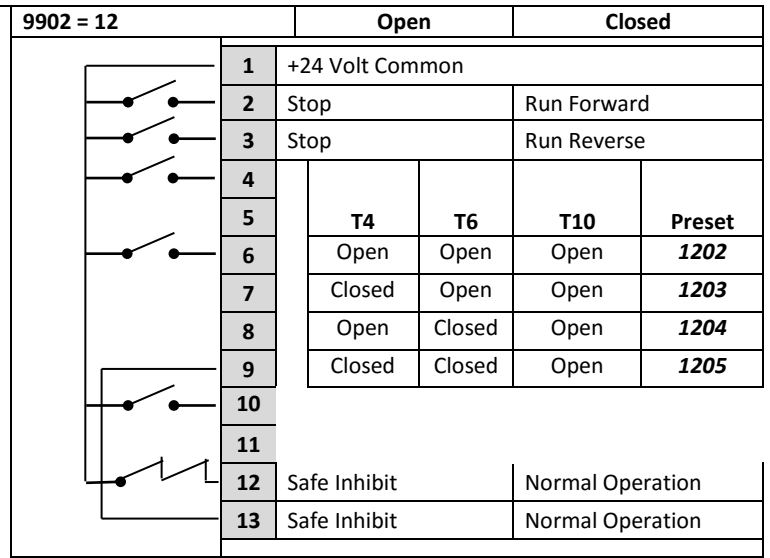 9902 = 12 Open Closed
1 +24 Volt Common
2 Stop Run Forward
3 Stop Run Reverse
4
5 T4 T6 T10 Preset
6 Open Open Open 1202
7 Closed Open Open 1203
8 Open Closed Open 1204
9 Closed Closed Open 1205
10
11
12 Safe Inhibit Normal Operation
13 Safe Inhibit Normal Operation